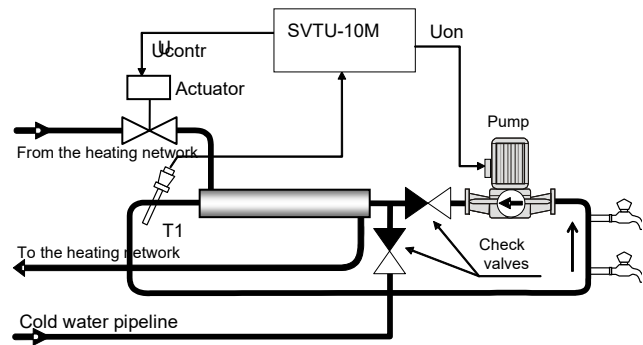 SVTU-10M
Ucontr
U
Uon
Actuator
Pump
From the heating network
T1
Check
valves
To the heating network
Cold water pipeline